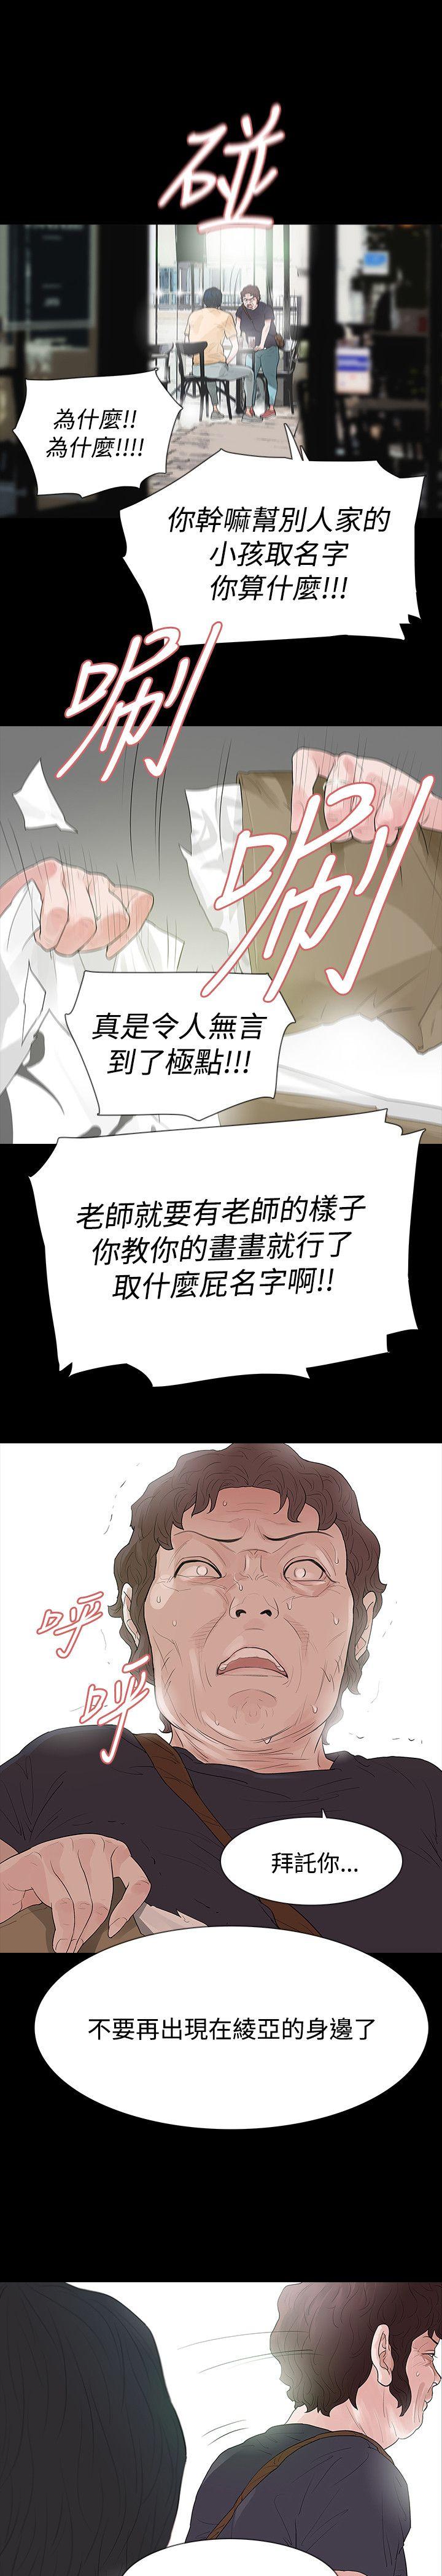 碰
為什麼!!
為什麼!!!!
你幹嘛幫別人家的
小孩取名字
你算什麼!!!
唰
唰
真是令人無言
到了極點!!!
老師就要有老師的樣子
你教你的畫畫就行了
取什麼屁名字啊!!
呼
呼
拜託你...
不要再出現在綾亞的身邊了